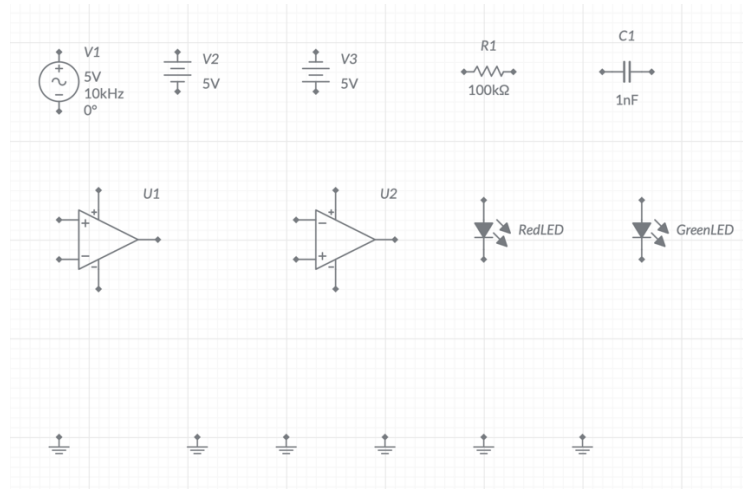 V1
5V
10kHz
0°
V2
5V
V3
5V
R1
100kΩ
C1
1nF
U1
U2
RedLED
GreenLED